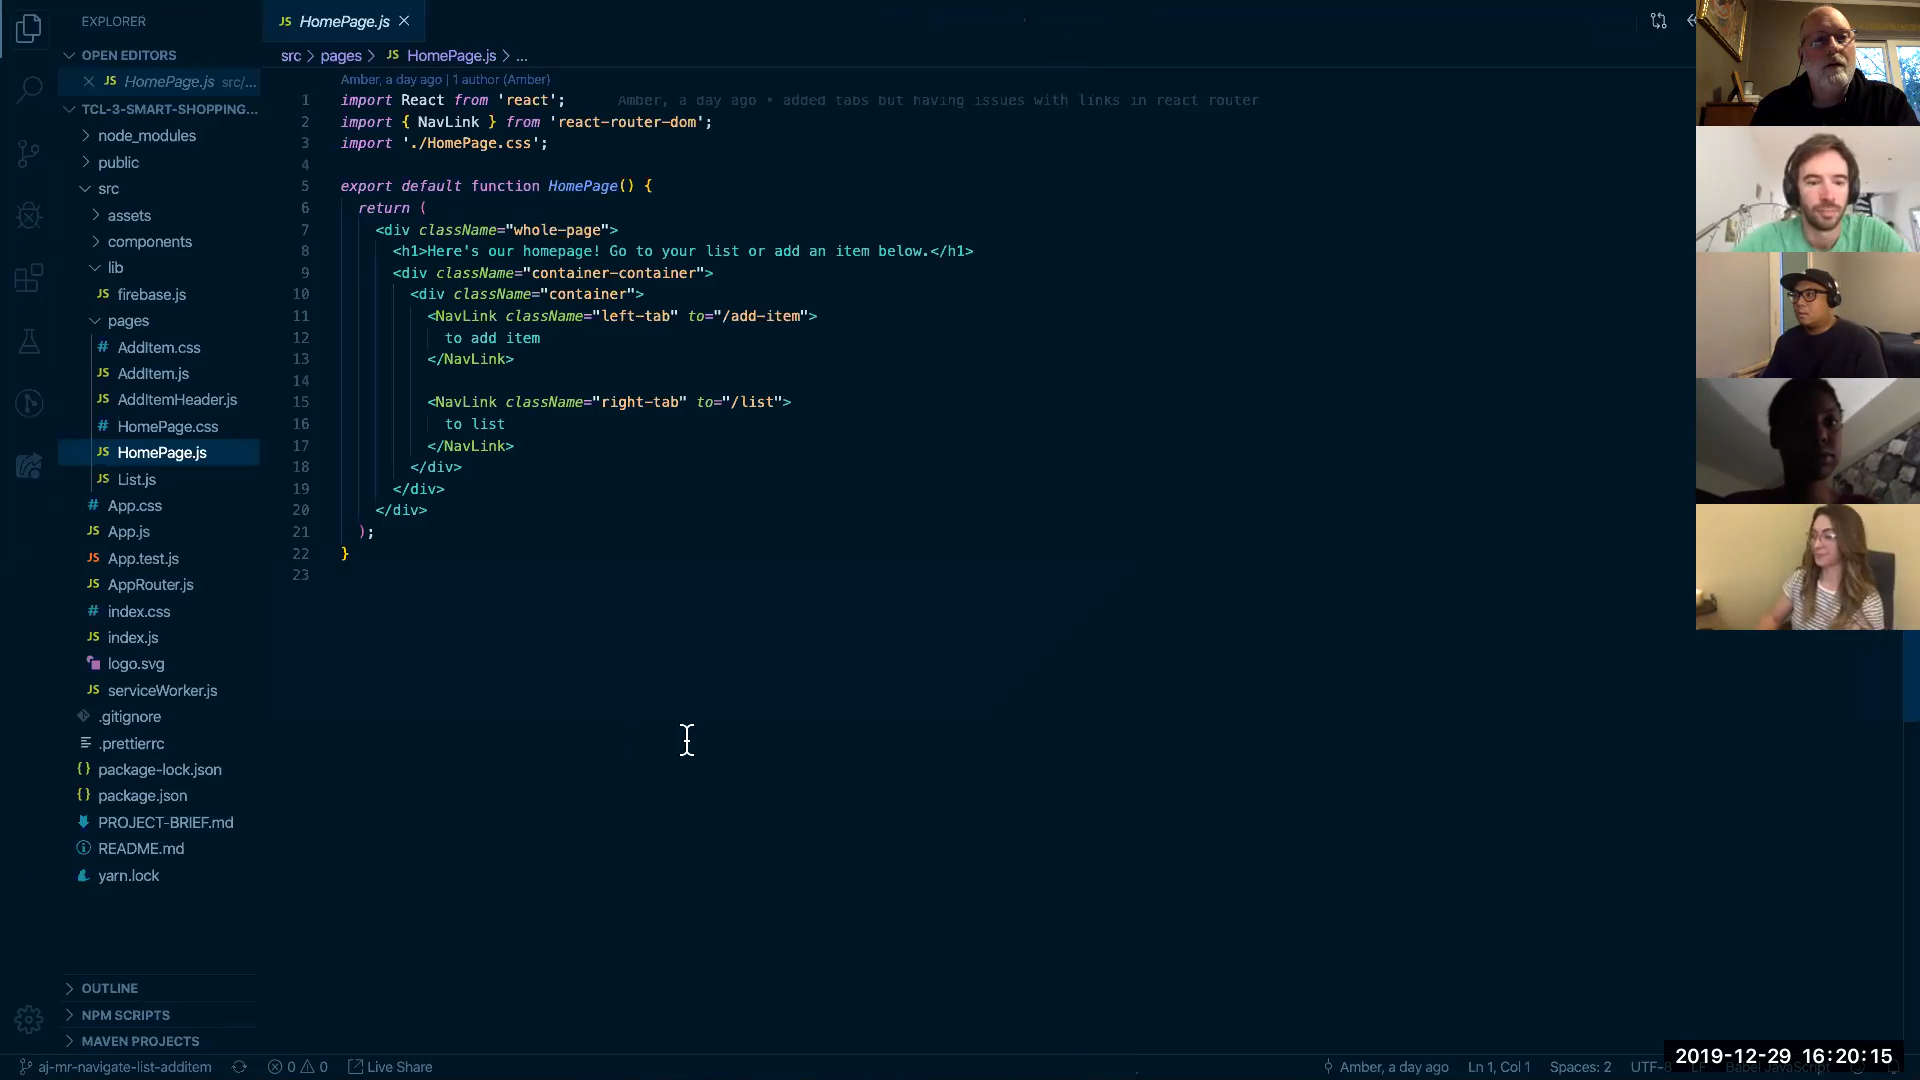 EXPLORER
OPEN EDITORS
JS HomePage.js src/...
TCL-3-SMART-SHOPPING...
node_modules
public
src
assets
components
lib
JS firebase.js
pages
# AddItem.css
JS AddItem.js
JS AddItemHeader.js
# HomePage.css
JS HomePage.js
JS List.js
# App.css
JS App.js
JS App.test.js
JS AppRouter.js
# index.css
JS index.js
logo.svg
JS serviceWorker.js
.gitignore
.prettierrc
{} package-lock.json
{} package.json
PROJECT-BRIEF.md
README.md
yarn.lock
OUTLINE
NPM SCRIPTS
MAVEN PROJECTS
JS HomePage.js
src > pages > JS HomePage.js > ...
Amber, a day ago | 1 author (Amber)
1 import React from 'react'; Amber, a day ago • added tabs but having issues with links in react router
2 import { NavLink } from 'react-router-dom';
3 import './HomePage.css';
4
5 export default function HomePage() {
6 return (
7 <div className="whole-page">
8 <h1>Here's our homepage! Go to your list or add an item below.</h1>
9 <div className="container-container">
10 <div className="container">
11 <NavLink className="left-tab" to="/add-item">
12 to add item
13 </NavLink>
14
15 <NavLink className="right-tab" to="/list">
16 to list
17 </NavLink>
18 </div>
19 </div>
20 </div>
21 );
22 }
23
aj-mr-navigate-list-additem 0 0 Live Share Amber, a day ago Ln 1, Col 1 Spaces: 2 UTF-8 LF Babel JavaScript
2019-12-29 16:20:15